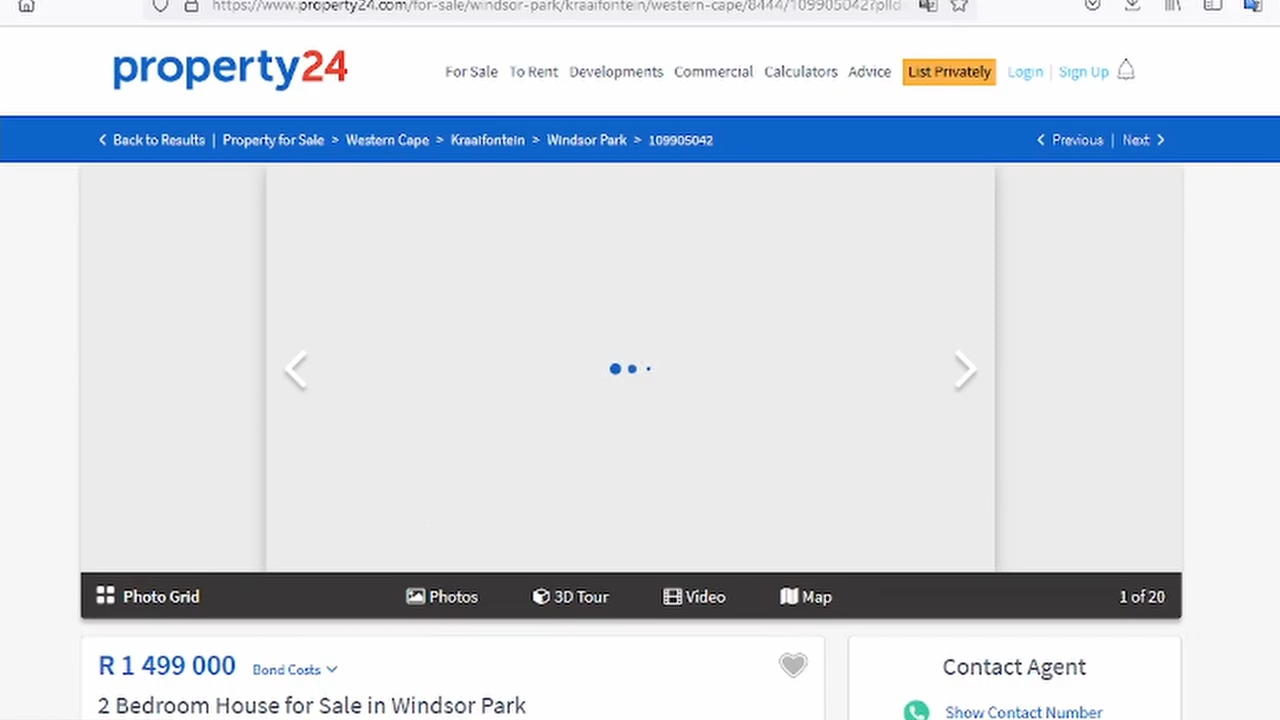 https://www.property24.com/for-sale/windsor-park/kraaifontein/western-cape/8444/109905042?plId
property24
For Sale To Rent Developments Commercial Calculators Advice List Privately Login | Sign Up
Back to Results | Property for Sale > Western Cape > Kraaifontein > Windsor Park > 109905042
Previous | Next
Photo Grid Photos 3D Tour Video Map 1 of 20
R 1 499 000 Bond Costs
Contact Agent
2 Bedroom House for Sale in Windsor Park
Show Contact Number